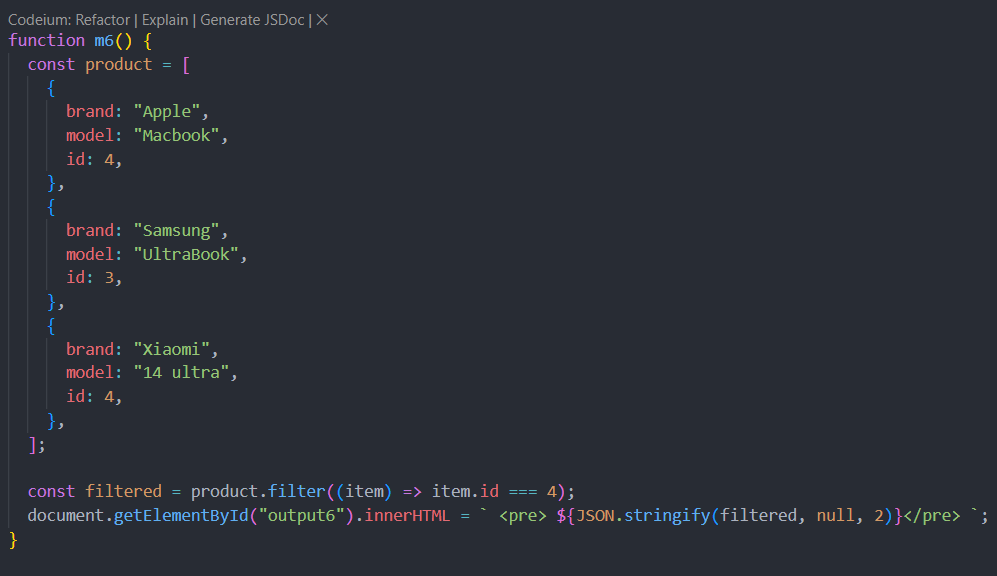 Codeium: Refactor | Explain | Generate JSDoc | ✕
function m6() {
  const product = [
    {
      brand: "Apple",
      model: "Macbook",
      id: 4,
    },
    {
      brand: "Samsung",
      model: "UltraBook",
      id: 3,
    },
    {
      brand: "Xiaomi",
      model: "14 ultra",
      id: 4,
    },
  ];

  const filtered = product.filter((item) => item.id === 4);
  document.getElementById("output6").innerHTML = ` <pre> ${JSON.stringify(filtered, null, 2)}</pre> `;
}